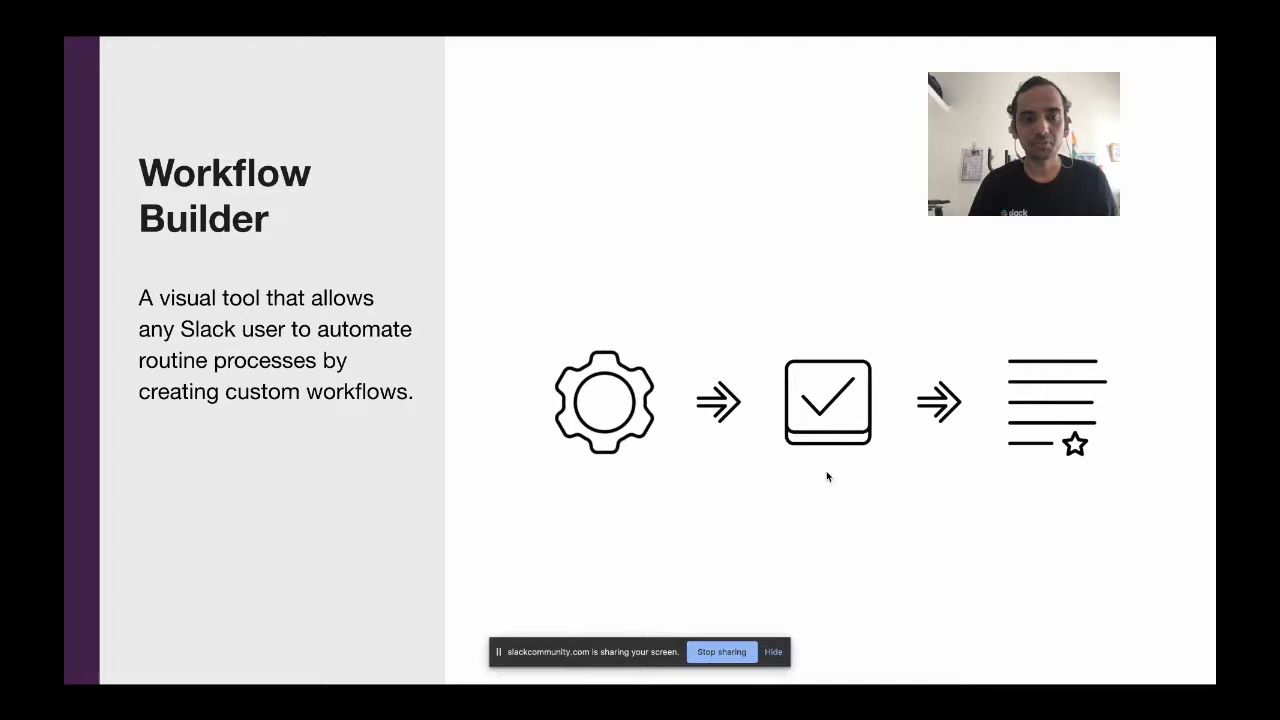 Workflow
Builder
A visual tool that allows
any Slack user to automate
routine processes by
creating custom workflows.
slack
slackcommunity.com is sharing your screen.
Stop sharing
Hide